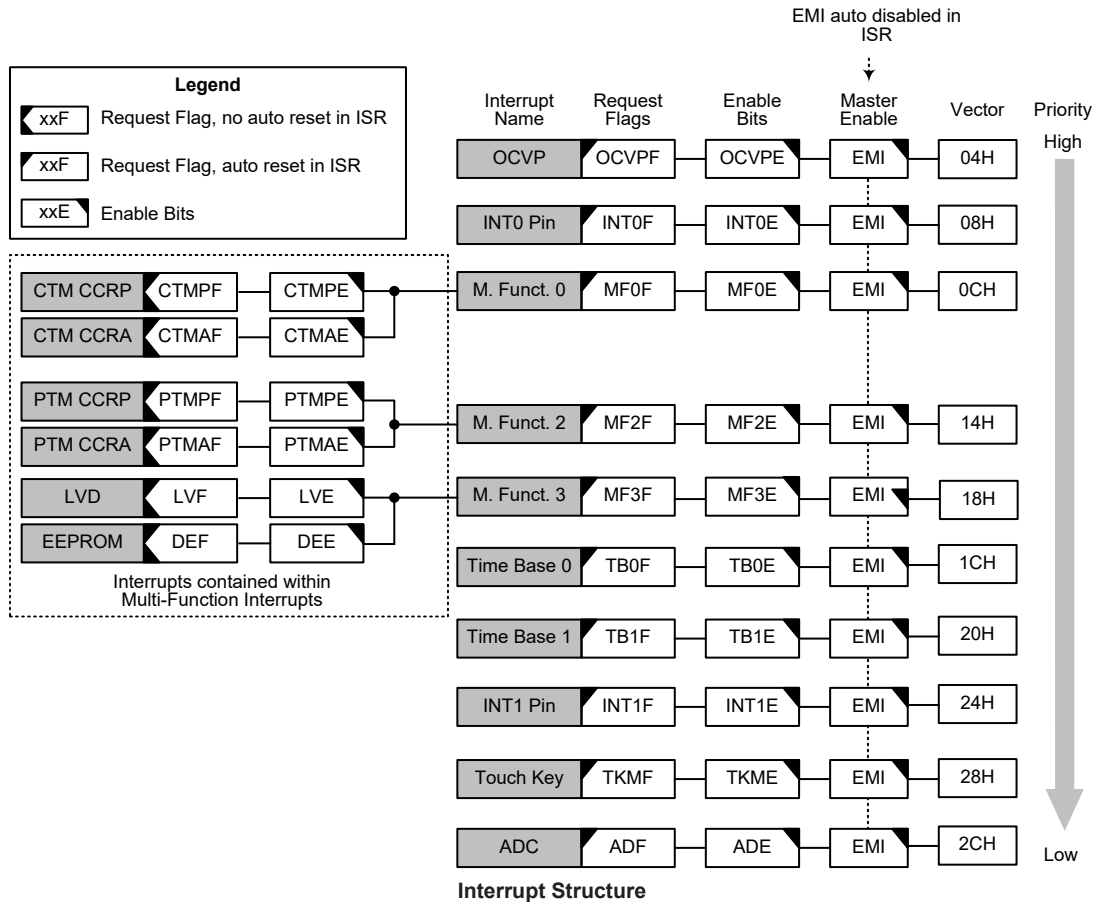 EMI auto disabled in
ISR
Legend
xxF Request Flag, no auto reset in ISR
xxF Request Flag, auto reset in ISR
xxE Enable Bits
Interrupt Name Request Flags Enable Bits Master Enable Vector Priority
High
OCVP OCVPF OCVPE EMI 04H
INT0 Pin INT0F INT0E EMI 08H
CTM CCRP CTMPF CTMPE M. Funct. 0 MF0F MF0E EMI 0CH
CTM CCRA CTMAF CTMAE
PTM CCRP PTMPF PTMPE
M. Funct. 2 MF2F MF2E EMI 14H
PTM CCRA PTMAF PTMAE
LVD LVF LVE M. Funct. 3 MF3F MF3E EMI 18H
EEPROM DEF DEE
Interrupts contained within
Multi-Function Interrupts
Time Base 0 TB0F TB0E EMI 1CH
Time Base 1 TB1F TB1E EMI 20H
INT1 Pin INT1F INT1E EMI 24H
Touch Key TKMF TKME EMI 28H
ADC ADF ADE EMI 2CH
Low
Interrupt Structure